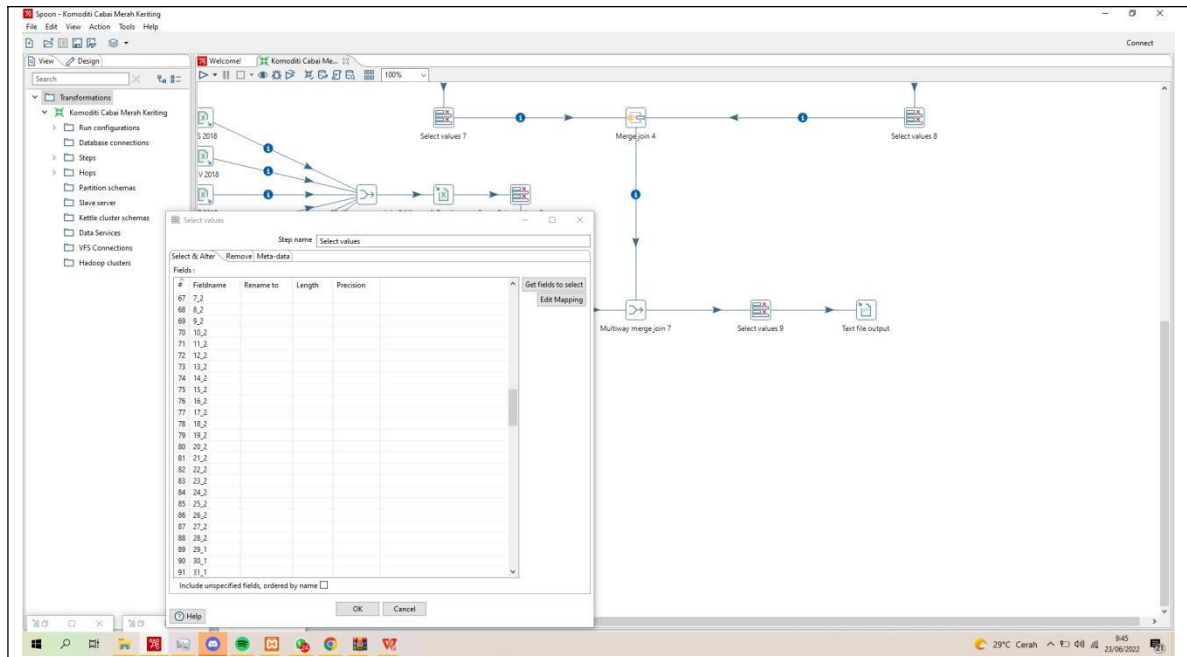 Spoon - Komoditi Cabai Merah Keriting
File Edit View Action Tools Help
Connect
View Design
Welcome! Komoditi Cabai Me...
Search
100%
Transformations
Komoditi Cabai Merah Keriting
Run configurations
Database connections
Steps
Hops
Partition schemas
Slave server
Kettle cluster schemas
Data Services
VFS Connections
Hadoop clusters
S 2018
V 2018
Select values 7
Merge join 4
Select values 8
Multiway merge join 7
Select values 9
Text file output
Select values
Step name Select values
Select & Alter Remove Meta-data
Fields :
# Fieldname Rename to Length Precision
Get fields to select
Edit Mapping
67 7_2
68 8_2
69 9_2
70 10_2
71 11_2
72 12_2
73 13_2
74 14_2
75 15_2
76 16_2
77 17_2
78 18_2
79 19_2
80 20_2
81 21_2
82 22_2
83 23_2
84 24_2
85 25_2
86 26_2
87 27_2
88 28_2
89 29_1
90 30_1
91 31_1
Include unspecified fields, ordered by name
Help
OK Cancel
29°C Cerah
9:45
23/06/2022